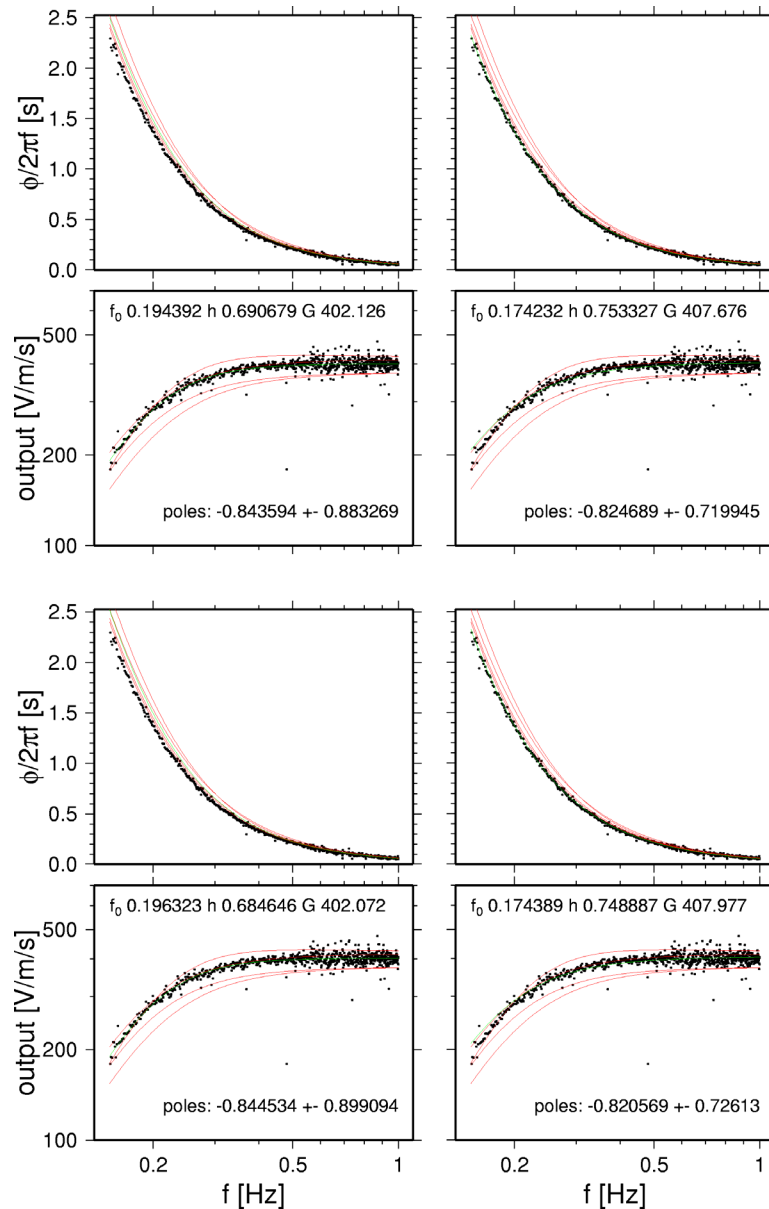 2.5
2.0
1.5
1.0
0.5
0.0
ϕ/2πf [s]
f₀ 0.194392 h 0.690679 G 402.126
f₀ 0.174232 h 0.753327 G 407.676
500
200
100
output [V/m/s]
poles: -0.843594 +- 0.883269
poles: -0.824689 +- 0.719945
2.5
2.0
1.5
1.0
0.5
0.0
ϕ/2πf [s]
f₀ 0.196323 h 0.684646 G 402.072
f₀ 0.174389 h 0.748887 G 407.977
500
200
100
output [V/m/s]
poles: -0.844534 +- 0.899094
poles: -0.820569 +- 0.72613
0.2 0.5 1
0.2 0.5 1
f [Hz]
f [Hz]